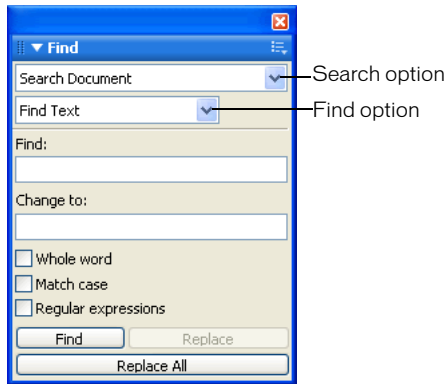 Find
Search Document
Search option
Find Text
Find option
Find:
Change to:
Whole word
Match case
Regular expressions
Find Replace
Replace All